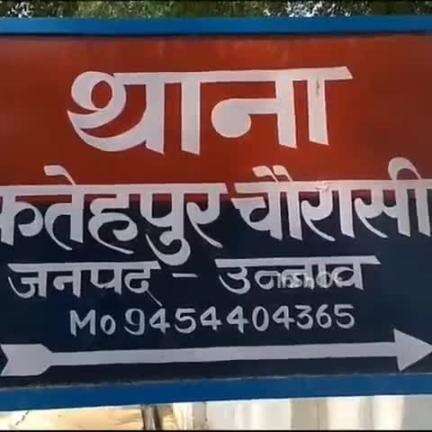 थाना
फतेहपुर चौरासी
जनपद - उन्नाव
Mo 9454404365